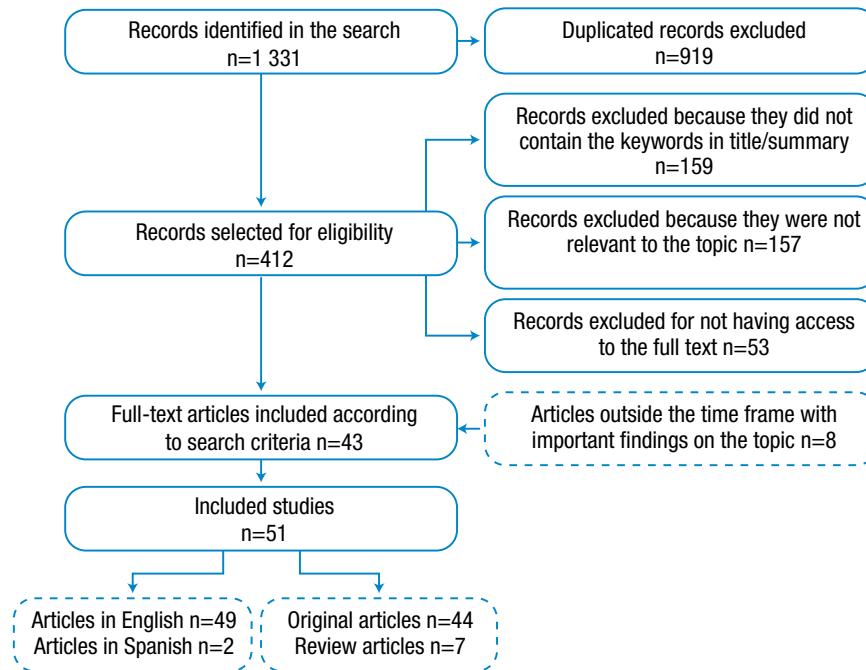 Records identified in the search
n=1 331
Duplicated records excluded
n=919
Records excluded because they did not
contain the keywords in title/summary
n=159
Records selected for eligibility
n=412
Records excluded because they were not
relevant to the topic n=157
Records excluded for not having access
to the full text n=53
Full-text articles included according
to search criteria n=43
Articles outside the time frame with
important findings on the topic n=8
Included studies
n=51
Articles in English n=49
Articles in Spanish n=2
Original articles n=44
Review articles n=7